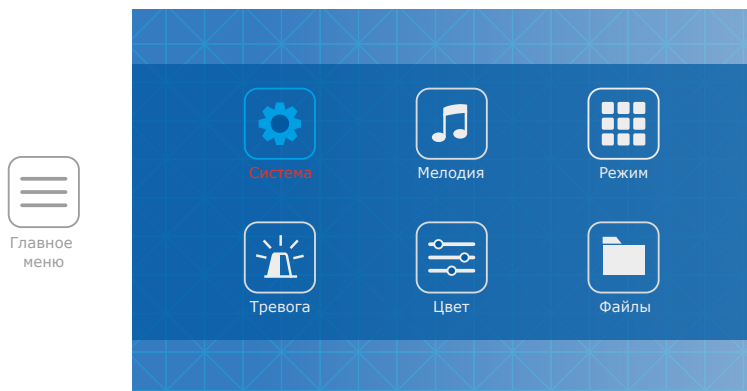 Главное
меню
Система
Мелодия
Режим
Тревога
Цвет
Файлы